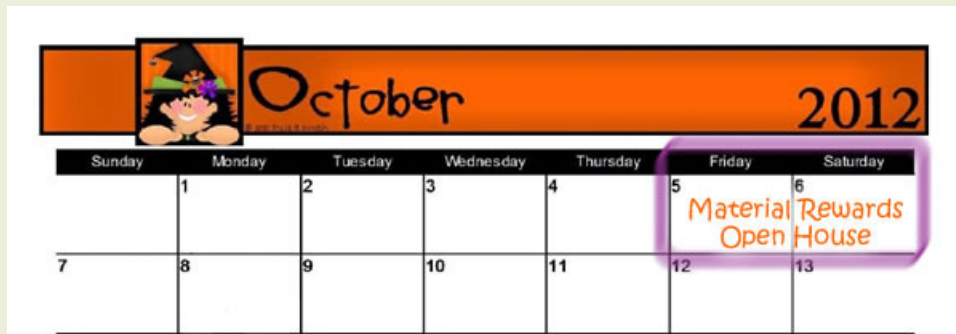 October
2012
Sunday Monday Tuesday Wednesday Thursday Friday Saturday
1 2 3 4 5 6
Material Rewards
Open House
7 8 9 10 11 12 13